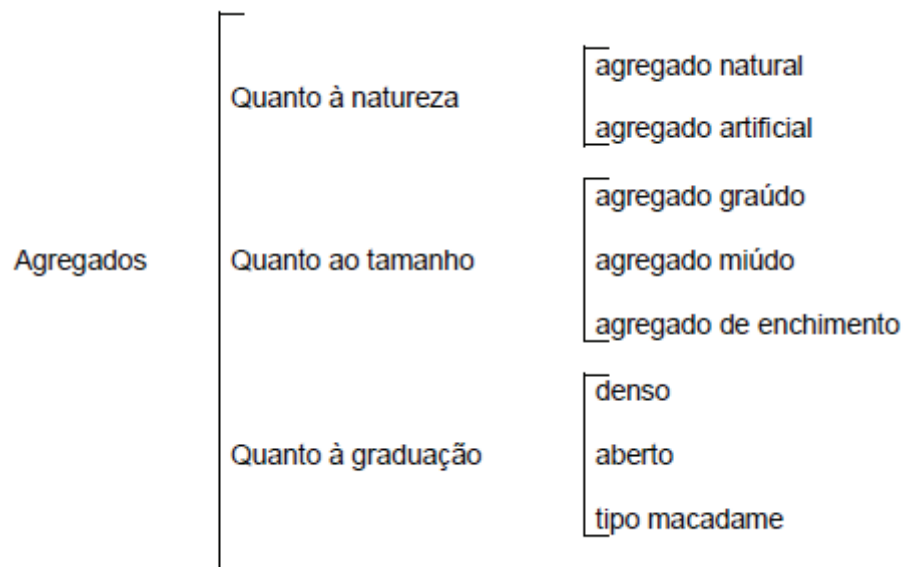 agregado natural
Quanto à natureza
agregado artificial
agregado graúdo
Agregados Quanto ao tamanho agregado miúdo
agregado de enchimento
denso
Quanto à graduação aberto
tipo macadame